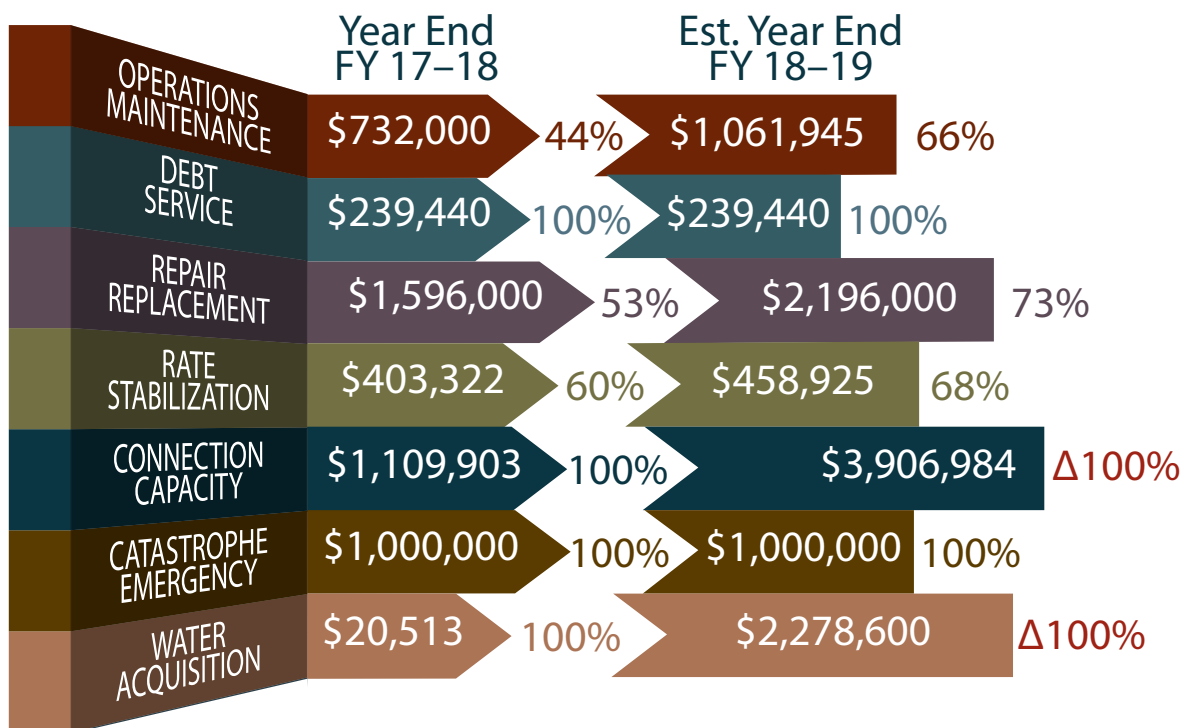 Year End
FY 17–18
Est. Year End
FY 18–19
OPERATIONS
MAINTENANCE
$732,000 44% $1,061,945 66%
DEBT
SERVICE
$239,440 100% $239,440 100%
REPAIR
REPLACEMENT
$1,596,000 53% $2,196,000 73%
RATE
STABILIZATION
$403,322 60% $458,925 68%
CONNECTION
CAPACITY
$1,109,903 100% $3,906,984 Δ100%
CATASTROPHE
EMERGENCY
$1,000,000 100% $1,000,000 100%
WATER
ACQUISITION
$20,513 100% $2,278,600 Δ100%